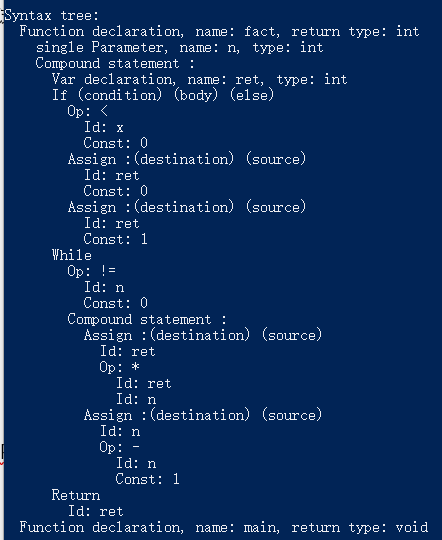 Syntax tree:
  Function declaration, name: fact, return type: int
    single Parameter, name: n, type: int
    Compound statement :
      Var declaration, name: ret, type: int
      If (condition) (body) (else)
        Op: <
          Id: x
          Const: 0
        Assign :(destination) (source)
          Id: ret
          Const: 0
        Assign :(destination) (source)
          Id: ret
          Const: 1
      While
        Op: !=
          Id: n
          Const: 0
        Compound statement :
          Assign :(destination) (source)
            Id: ret
            Op: *
              Id: ret
              Id: n
          Assign :(destination) (source)
            Id: n
            Op: -
              Id: n
              Const: 1
      Return
        Id: ret
  Function declaration, name: main, return type: void